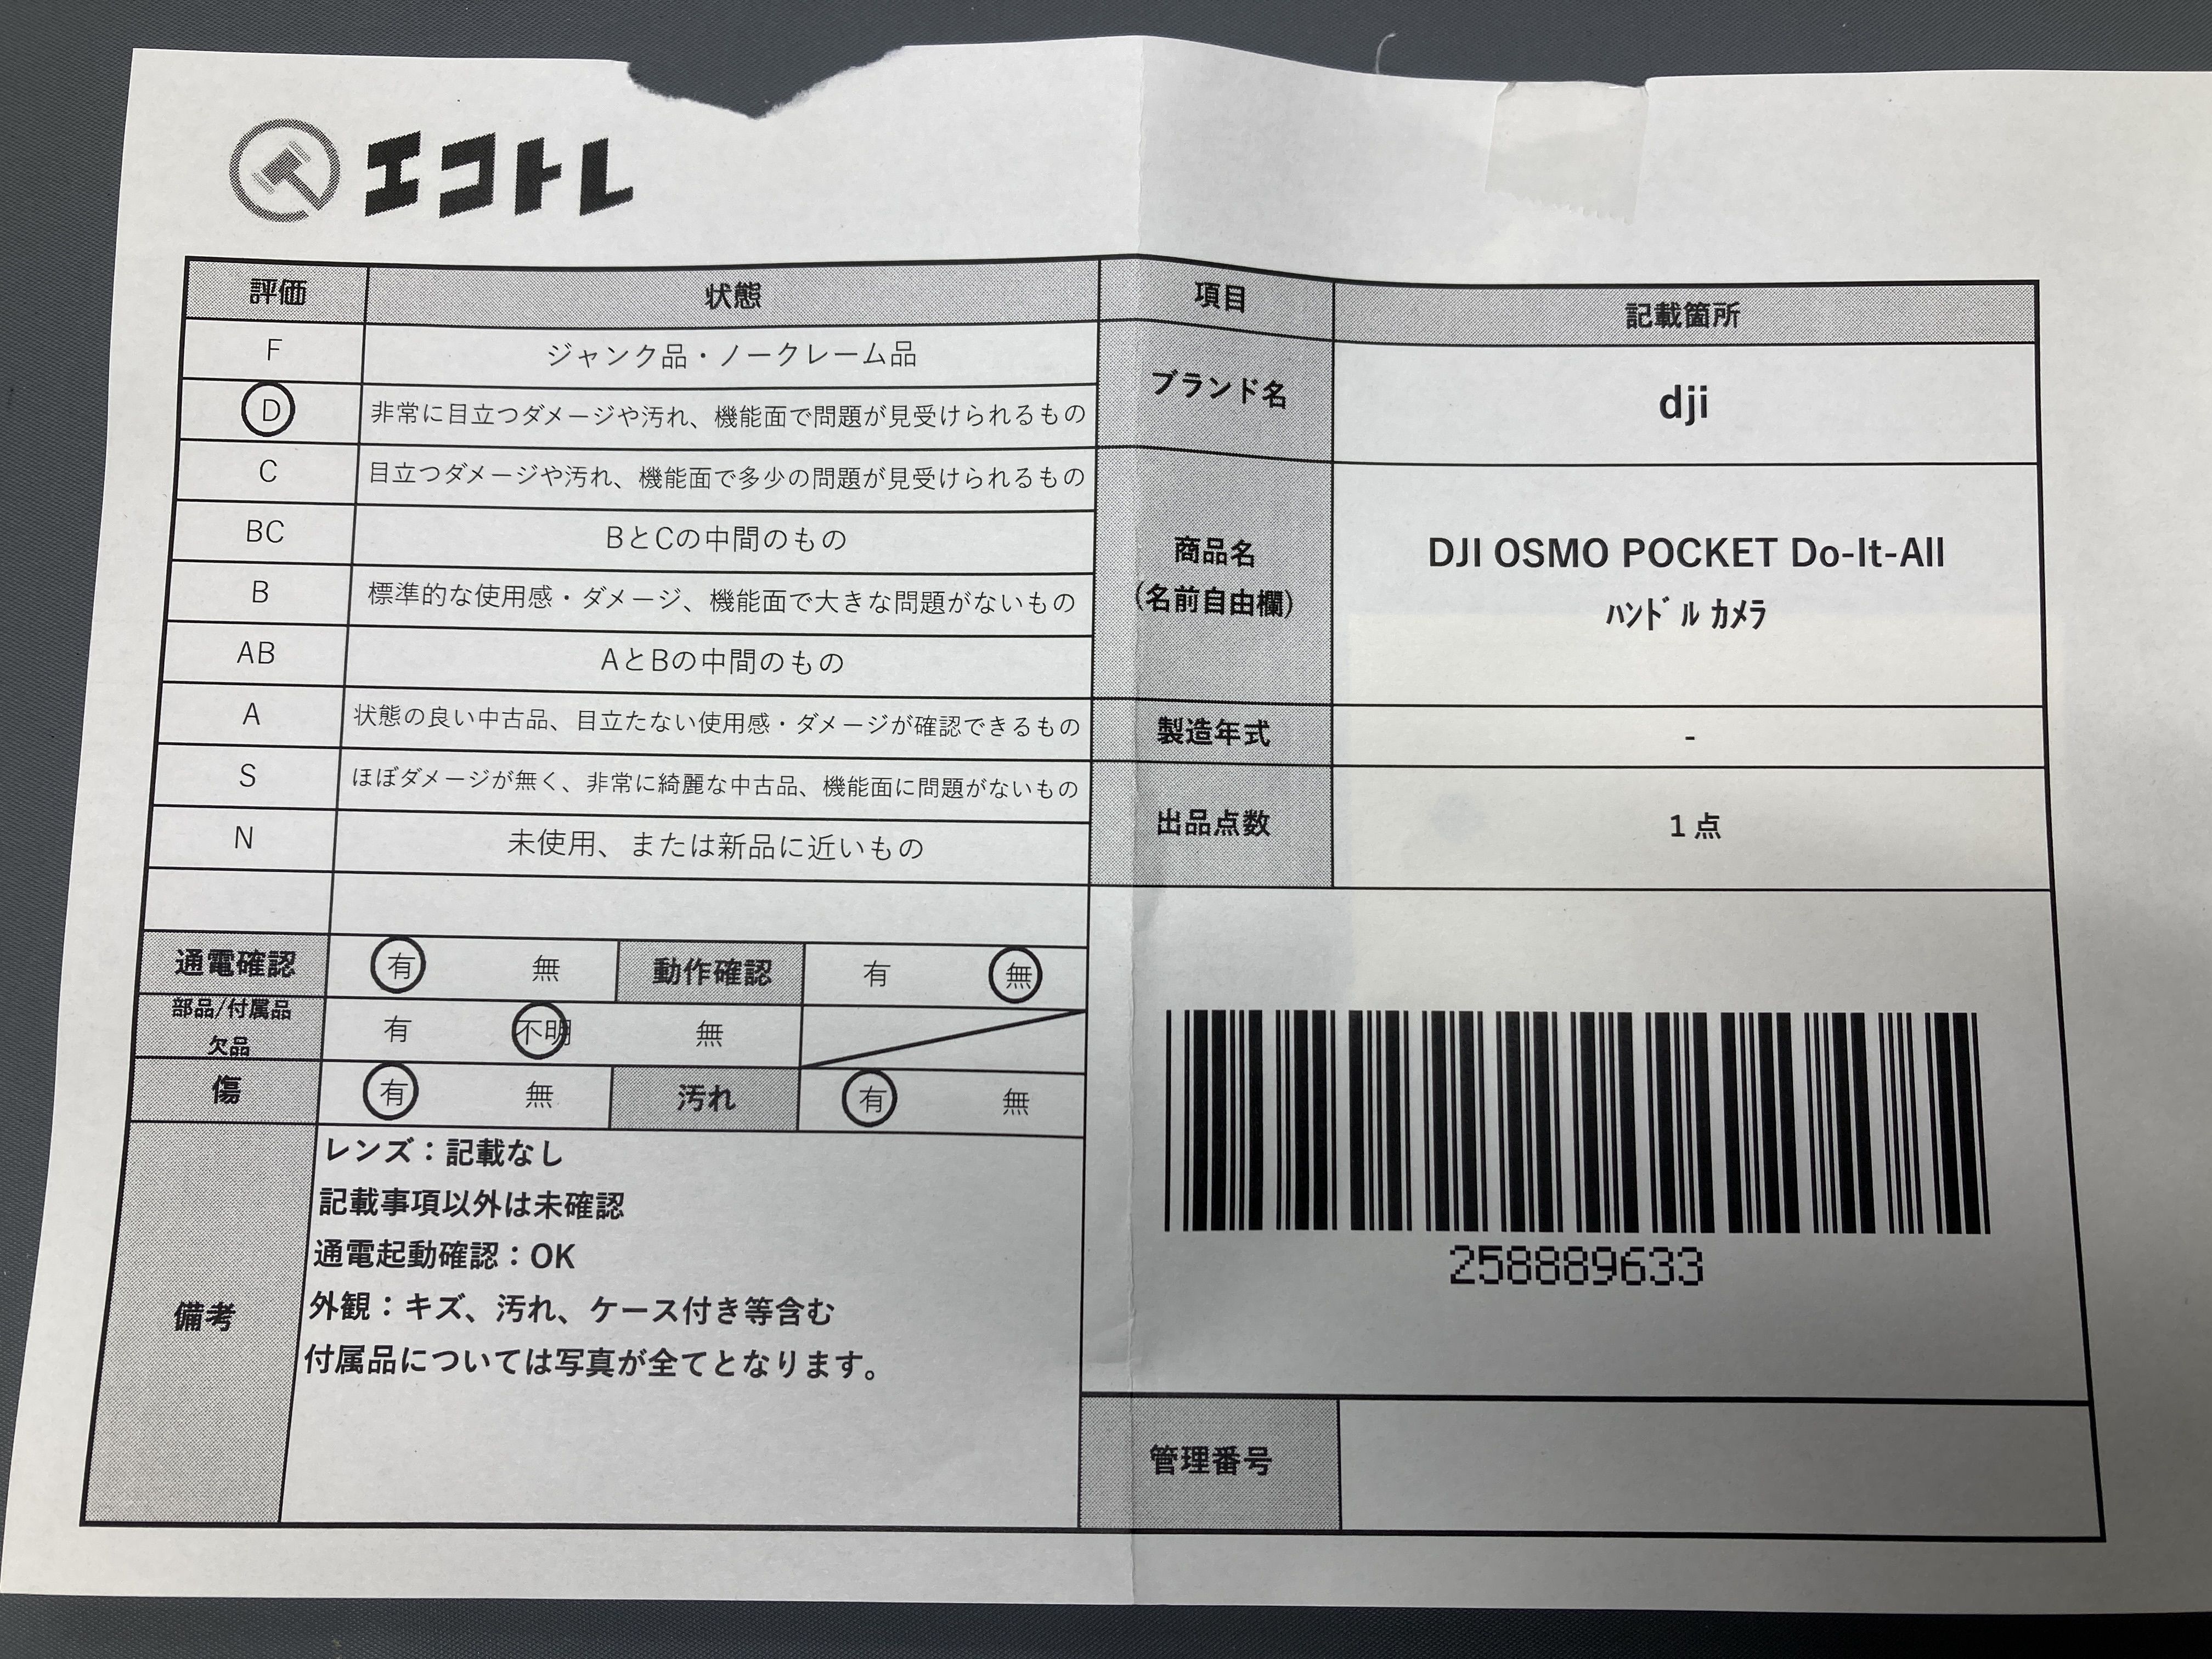 エコトレ
評価 状態 項目 記載箇所
F ジャンク品・ノークレーム品
D 非常に目立つダメージや汚れ、機能面で問題が見受けられるもの
C 目立つダメージや汚れ、機能面で多少の問題が見受けられるもの
BC BとCの中間のもの
B 標準的な使用感・ダメージ、機能面で大きな問題がないもの
AB AとBの中間のもの
A 状態の良い中古品、目立たない使用感・ダメージが確認できるもの
S ほぼダメージが無く、非常に綺麗な中古品、機能面に問題がないもの
N 未使用、または新品に近いもの
ブランド名 dji
商品名
(名前自由欄)
DJI OSMO POCKET Do-It-All
ﾊﾝﾄﾞﾙ ｶﾒﾗ
製造年式 -
出品点数 1 点
通電確認 有 無 動作確認 有 無
部品/付属品
欠品
有 不明 無
傷 有 無 汚れ 有 無
備考
レンズ：記載なし
記載事項以外は未確認
通電起動確認：OK
外観：キズ、汚れ、ケース付き等含む
付属品については写真が全てとなります。
258889633
管理番号